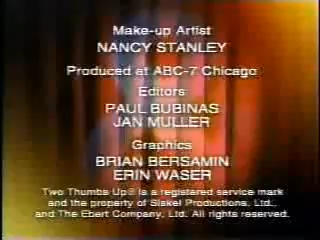 Make-up Artist
NANCY STANLEY
Produced at ABC-7 Chicago
Editors
PAUL BUBINAS
JAN MULLER
Graphics
BRIAN BERSAMIN
ERIN WASER
Two Thumbs Up® is a registered service mark
and the property of Siskel Productions, Ltd.,
and The Ebert Company, Ltd. All rights reserved.